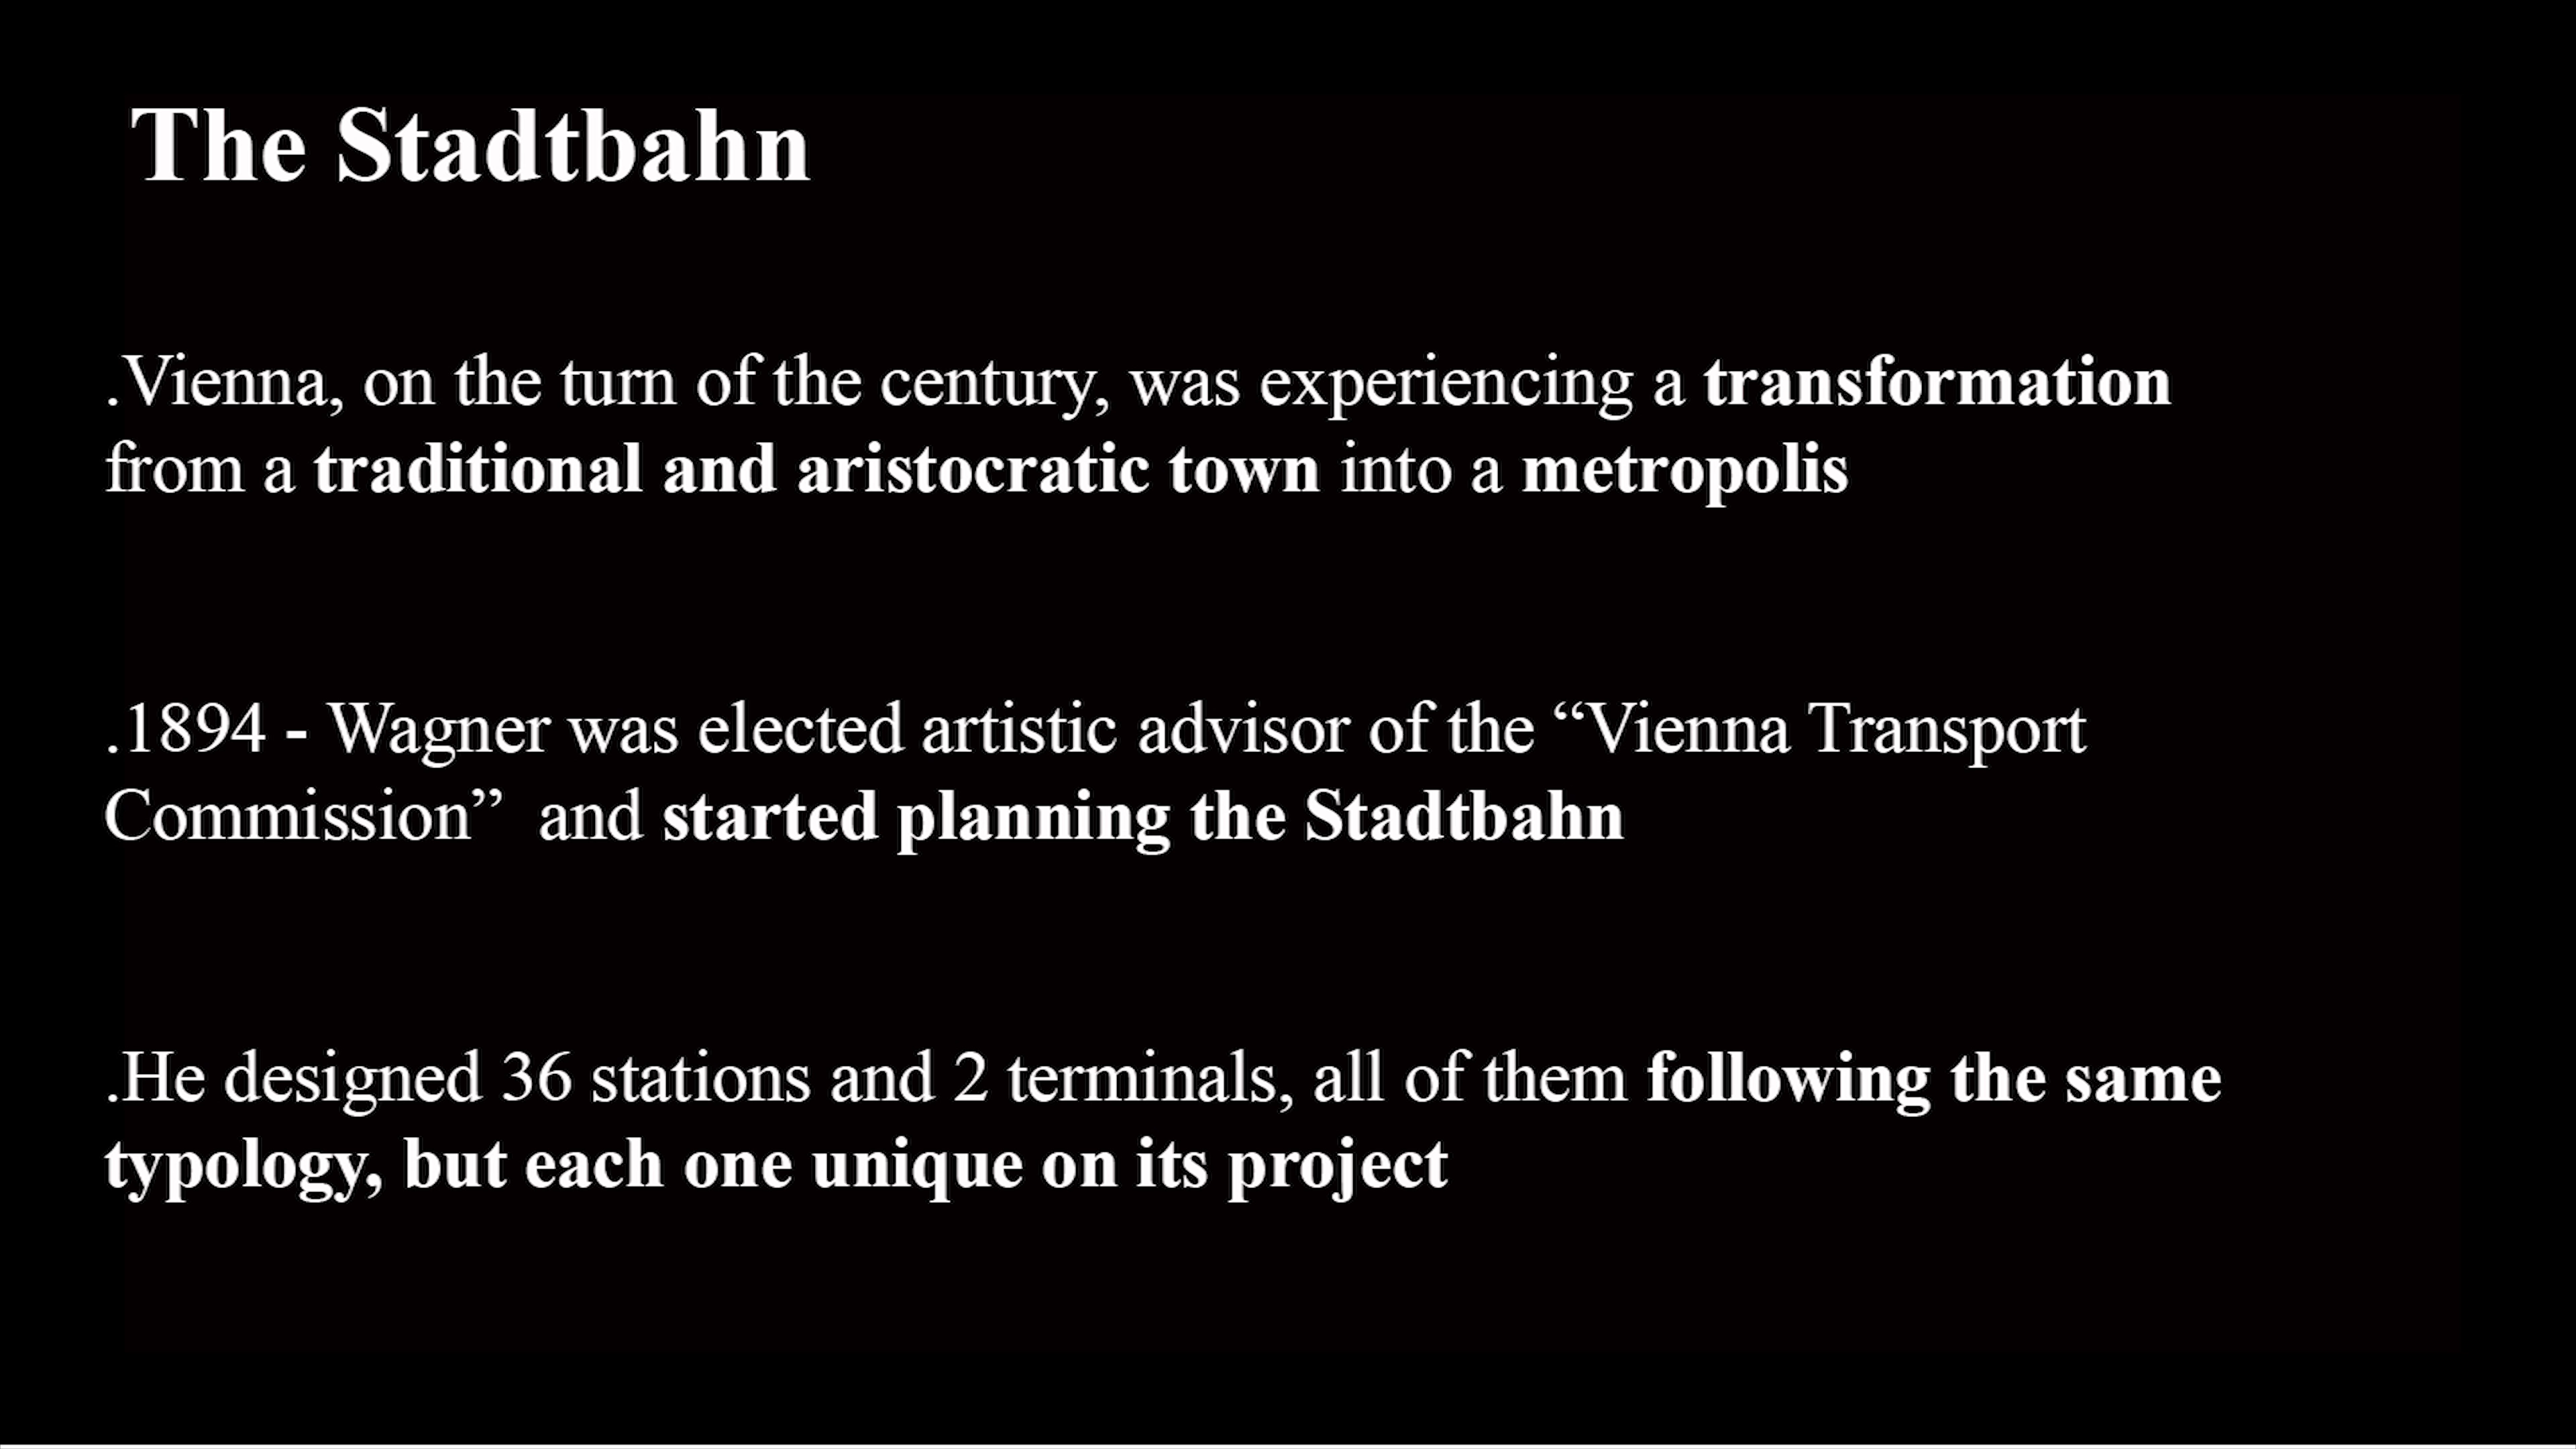 The Stadtbahn
.Vienna, on the turn of the century, was experiencing a transformation
from a traditional and aristocratic town into a metropolis
.1894 - Wagner was elected artistic advisor of the “Vienna Transport
Commission”  and started planning the Stadtbahn
.He designed 36 stations and 2 terminals, all of them following the same
typology, but each one unique on its project